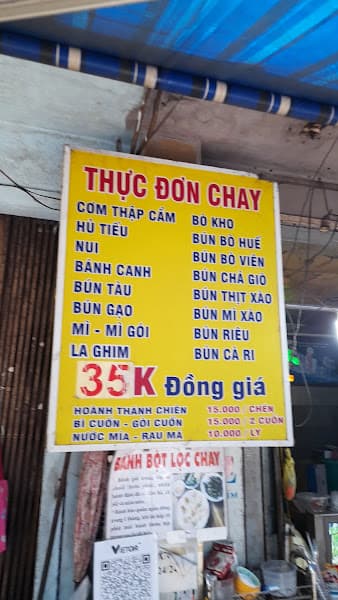 THỰC ĐƠN CHAY
CƠM THẬP CẨM
HỦ TIẾU
NUI
BÁNH CANH
BÚN TÀU
BÚN GẠO
MÌ - MÌ GÓI
LA GHIM
BÒ KHO
BÚN BÒ HUẾ
BÚN BÒ VIÊN
BÚN CHẢ GIÒ
BÚN THỊT XÀO
BÚN MÌ XÀO
BÚN RIÊU
BÚN CÀ RI
35K Đồng giá
HOÀNH THÁNH CHIÊN 15.000 CHÉN
BÌ CUỐN - GỎI CUỐN 15.000 2 CUỐN
NƯỚC MÍA - RAU MÁ 10.000 LY
BÁNH BỘT LỌC CHAY